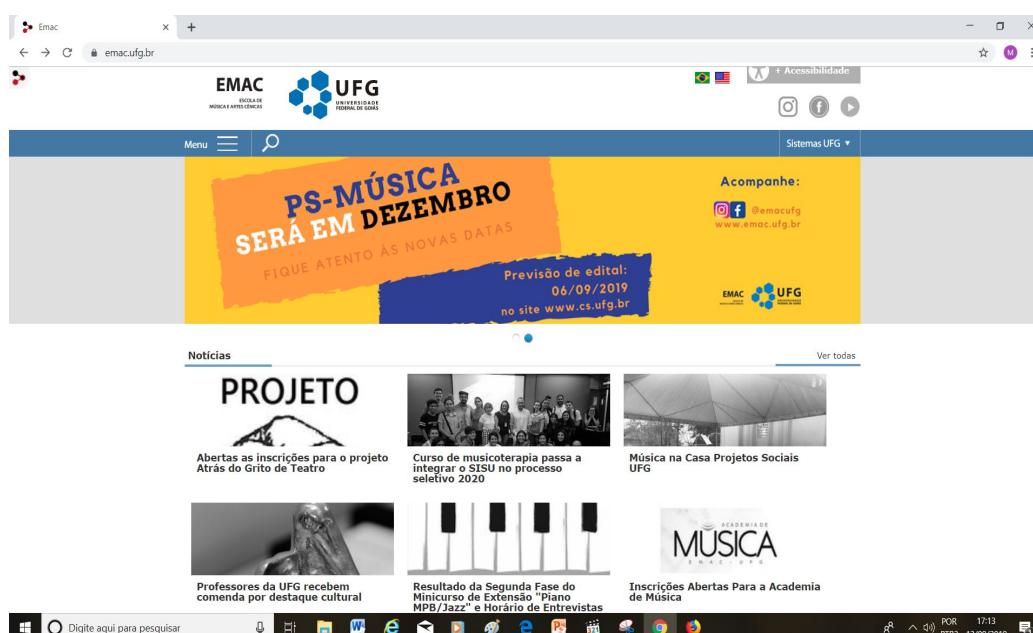 Emac
emac.ufg.br
M
EMAC
ESCOLA DE
MÚSICA E ARTES CÊNICAS
UFG
UNIVERSIDADE
FEDERAL DE GOIÁS
+ Acessibilidade
Menu
Sistemas UFG
PS-MÚSICA
SERÁ EM DEZEMBRO
FIQUE ATENTO ÀS NOVAS DATAS
Previsão de edital:
06/09/2019
no site www.cs.ufg.br
Acompanhe:
@emacufg
www.emac.ufg.br
EMAC
UFG
Notícias
Ver todas
PROJETO
Abertas as inscrições para o projeto
Atrás do Grito de Teatro
Curso de musicoterapia passa a
integrar o SISU no processo
seletivo 2020
Música na Casa Projetos Sociais
UFG
ACADEMIA DE
MÚSICA
EMAC - UFG
Professores da UFG recebem
comenda por destaque cultural
Resultado da Segunda Fase do
Minicurso de Extensão "Piano
MPB/Jazz" e Horário de Entrevistas
Inscrições Abertas Para a Academia
de Música
Digite aqui para pesquisar
POR
17:13